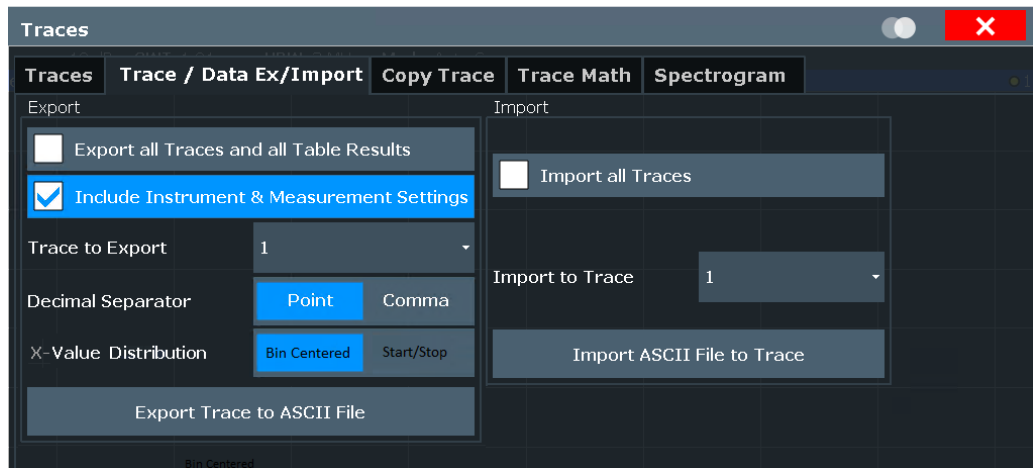 Traces
Traces Trace / Data Ex/Import Copy Trace Trace Math Spectrogram
Export
Export all Traces and all Table Results
Include Instrument & Measurement Settings
Trace to Export 1
Decimal Separator Point Comma
X-Value Distribution Bin Centered Start/Stop
Export Trace to ASCII File
Import
Import all Traces
Import to Trace 1
Import ASCII File to Trace
Bin Centered